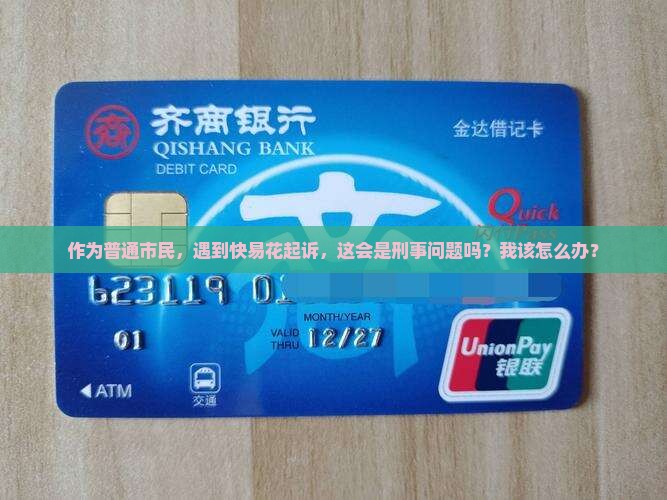 齐商银行
QISHANG BANK
DEBIT CARD
金达借记卡
Quick
作为普通市民，遇到快易花起诉，这会是刑事问题吗？我该怎么办？
623119 01
MONTH/YEAR
01
VALID THRU 12/27
UnionPay
银联
ATM
交通